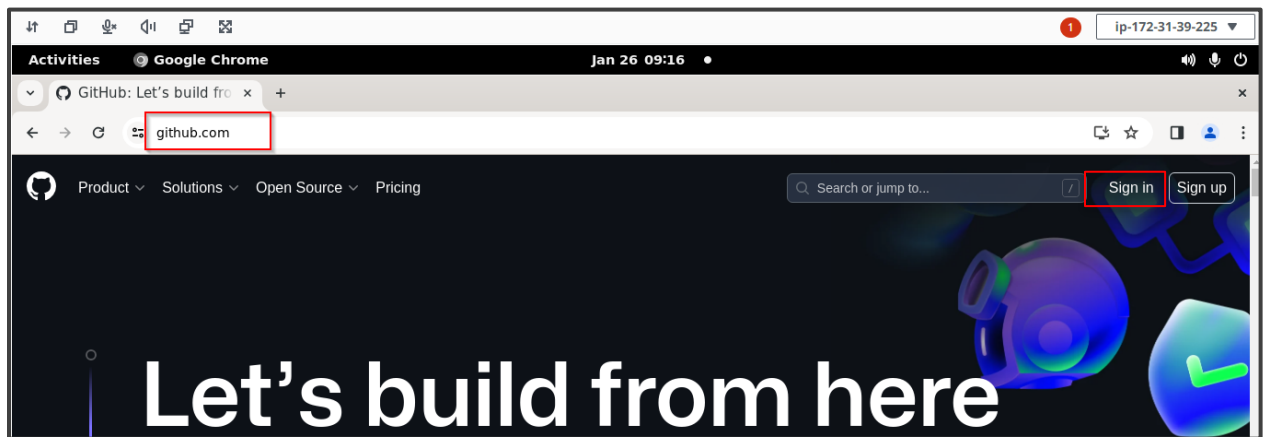 1 ip-172-31-39-225
Activities Google Chrome Jan 26 09:16
GitHub: Let's build fro
github.com
Product Solutions Open Source Pricing Search or jump to... / Sign in Sign up
Let's build from here